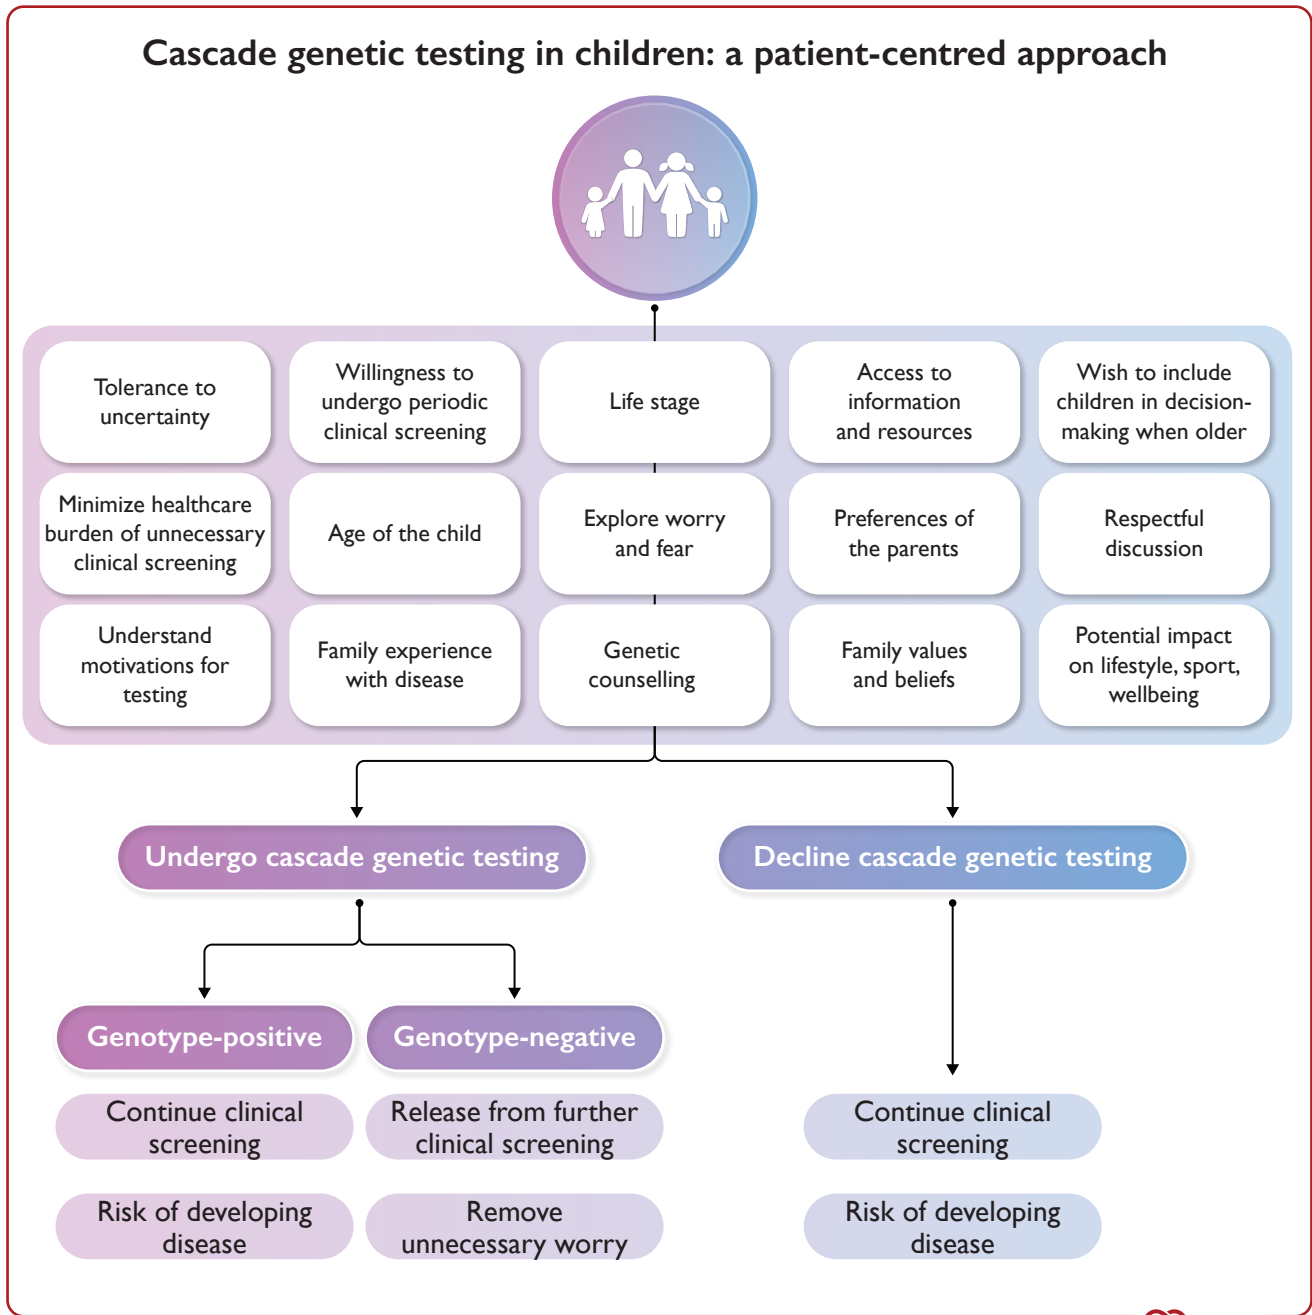 Cascade genetic testing in children: a patient-centred approach
Tolerance to
uncertainty
Willingness to
undergo periodic
clinical screening
Life stage
Access to
information
and resources
Wish to include
children in decision-
making when older
Minimize healthcare
burden of unnecessary
clinical screening
Age of the child
Explore worry
and fear
Preferences of
the parents
Respectful
discussion
Understand
motivations for
testing
Family experience
with disease
Genetic
counselling
Family values
and beliefs
Potential impact
on lifestyle, sport,
wellbeing
Undergo cascade genetic testing
Decline cascade genetic testing
Genotype-positive
Genotype-negative
Continue clinical
screening
Release from further
clinical screening
Continue clinical
screening
Risk of developing
disease
Remove
unnecessary worry
Risk of developing
disease